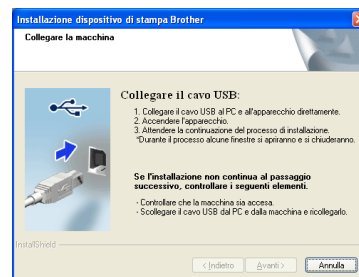 Installazione dispositivo di stampa Brother
Collegare la macchina
Collegare il cavo USB:
1. Collegare il cavo USB al PC e all'apparecchio direttamente.
2. Accendere l'apparecchio.
3. Attendere la continuazione del processo di installazione.
*Durante il processo alcune finestre si apriranno e si chiuderanno.
Se l'installazione non continua al passaggio
successivo, controllare i seguenti elementi.
- Controllare che la macchina sia accesa.
- Scollegare il cavo USB dal PC e dalla macchina e ricollegarlo.
InstallShield
< Indietro Avanti > Annulla